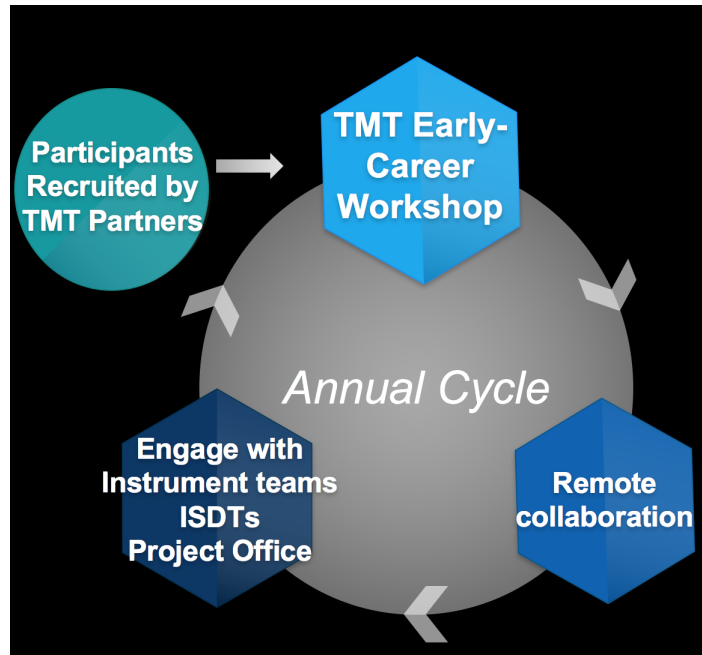 Participants
Recruited by
TMT Partners
TMT Early-
Career
Workshop
Annual Cycle
Engage with
Instrument teams
ISDTs
Project Office
Remote
collaboration